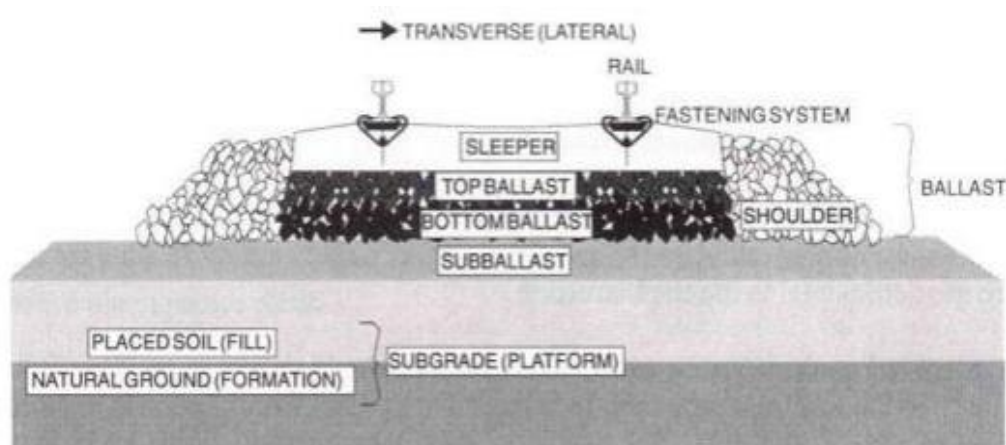 TRANSVERSE (LATERAL)
RAIL
FASTENING SYSTEM
SLEEPER
TOP BALLAST
BALLAST
BOTTOM BALLAST
SHOULDER
SUBBALLAST
PLACED SOIL (FILL)
SUBGRADE (PLATFORM)
NATURAL GROUND (FORMATION)